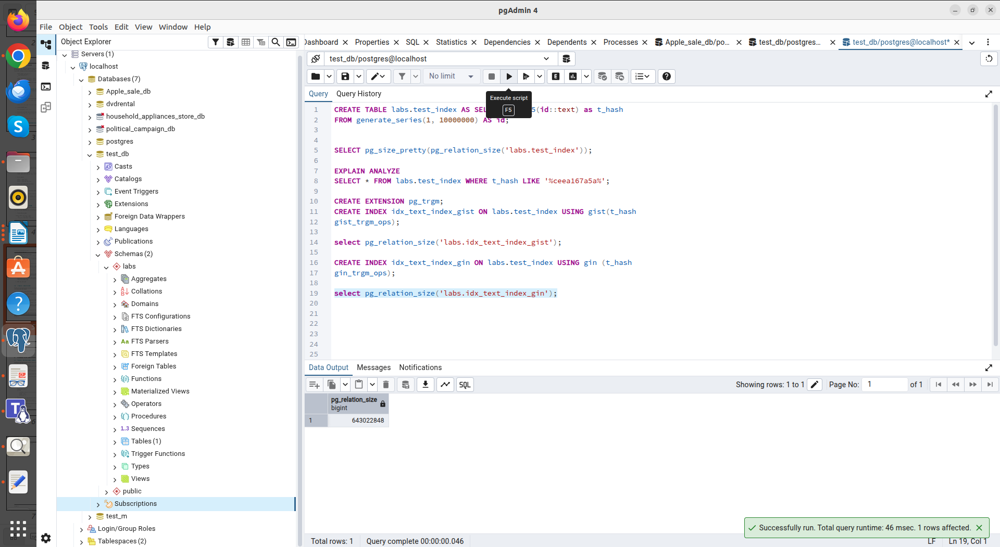 pgAdmin 4
File Object Tools Edit View Window Help
Object Explorer
Servers (1)
localhost
Databases (7)
Apple_sale_db
dvdrental
household_appliances_store_db
political_campaign_db
postgres
test_db
Casts
Catalogs
Event Triggers
Extensions
Foreign Data Wrappers
Languages
Publications
Schemas (2)
labs
Aggregates
Collations
Domains
FTS Configurations
FTS Dictionaries
Aa FTS Parsers
FTS Templates
Foreign Tables
Functions
Materialized Views
Operators
Procedures
1..3 Sequences
Tables (1)
Trigger Functions
Types
Views
public
Subscriptions
test_m
Login/Group Roles
Tablespaces (2)
Dashboard Properties SQL Statistics Dependencies Dependents Processes Apple_sale_db/po... test_db/postgres... test_db/postgres@localhost*
test_db/postgres@localhost
No limit
Query Query History
Execute script
F5
1 CREATE TABLE labs.test_index AS SEL 5(id::text) as t_hash
2 FROM generate_series(1, 10000000) AS id;
3
4
5 SELECT pg_size_pretty(pg_relation_size('labs.test_index'));
6
7 EXPLAIN ANALYZE
8 SELECT * FROM labs.test_index WHERE t_hash LIKE '%ceea167a5a%';
9
10 CREATE EXTENSION pg_trgm;
11 CREATE INDEX idx_text_index_gist ON labs.test_index USING gist(t_hash
12 gist_trgm_ops);
13
14 select pg_relation_size('labs.idx_text_index_gist');
15
16 CREATE INDEX idx_text_index_gin ON labs.test_index USING gin (t_hash
17 gin_trgm_ops);
18
19 select pg_relation_size('labs.idx_text_index_gin');
20
21
22
23
24
25
Data Output Messages Notifications
SQL Showing rows: 1 to 1 Page No: 1 of 1
pg_relation_size
bigint
1 643022848
Successfully run. Total query runtime: 46 msec. 1 rows affected.
Total rows: 1 Query complete 00:00:00.046 LF Ln 19, Col 1